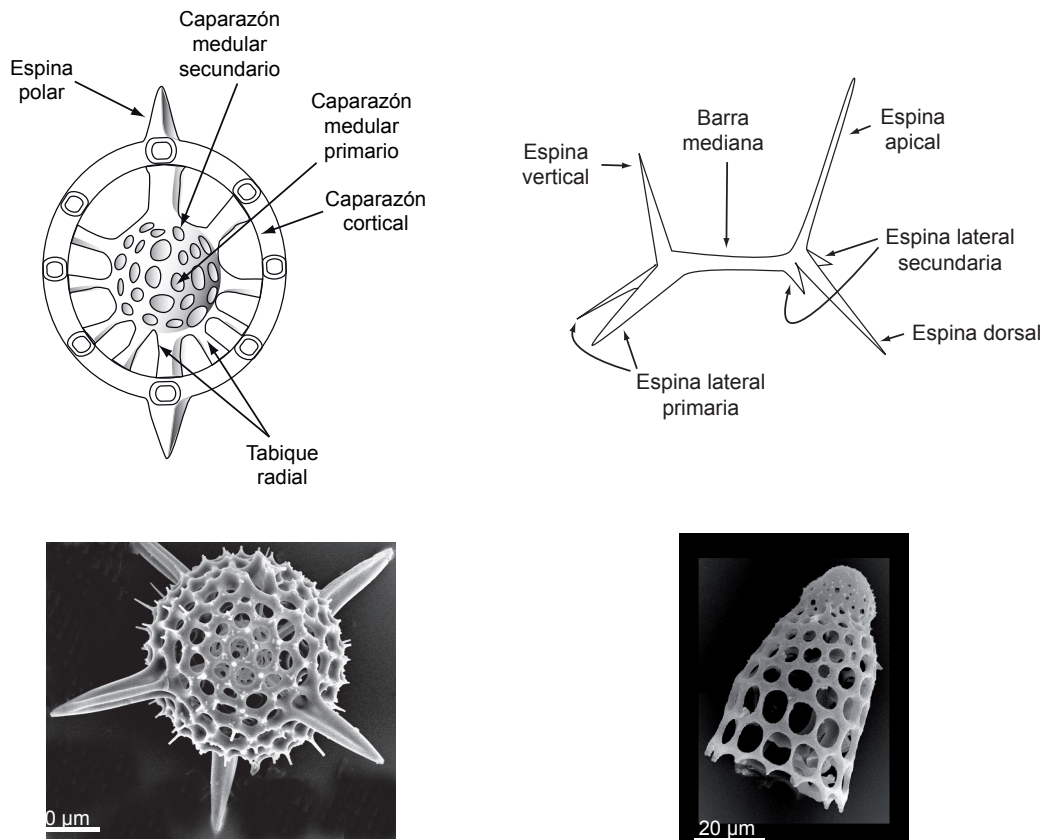 Caparazón
medular
secundario
Espina
polar
Caparazón
medular
primario
Caparazón
cortical
Tabique
radial
Espina
vertical
Barra
mediana
Espina
apical
Espina lateral
secundaria
Espina dorsal
Espina lateral
primaria
0 µm
20 µm